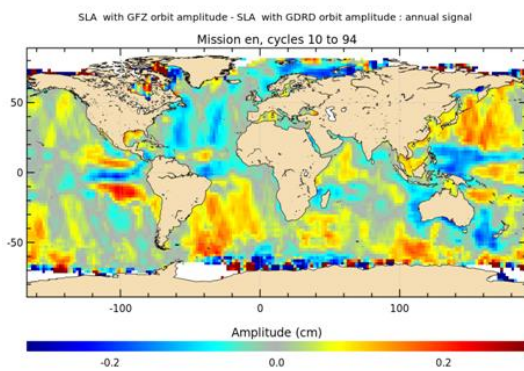 SLA with GFZ orbit amplitude - SLA with GDRD orbit amplitude : annual signal
Mission en, cycles 10 to 94
50
0
-50
-100 0 100
Amplitude (cm)
-0.2 0.0 0.2